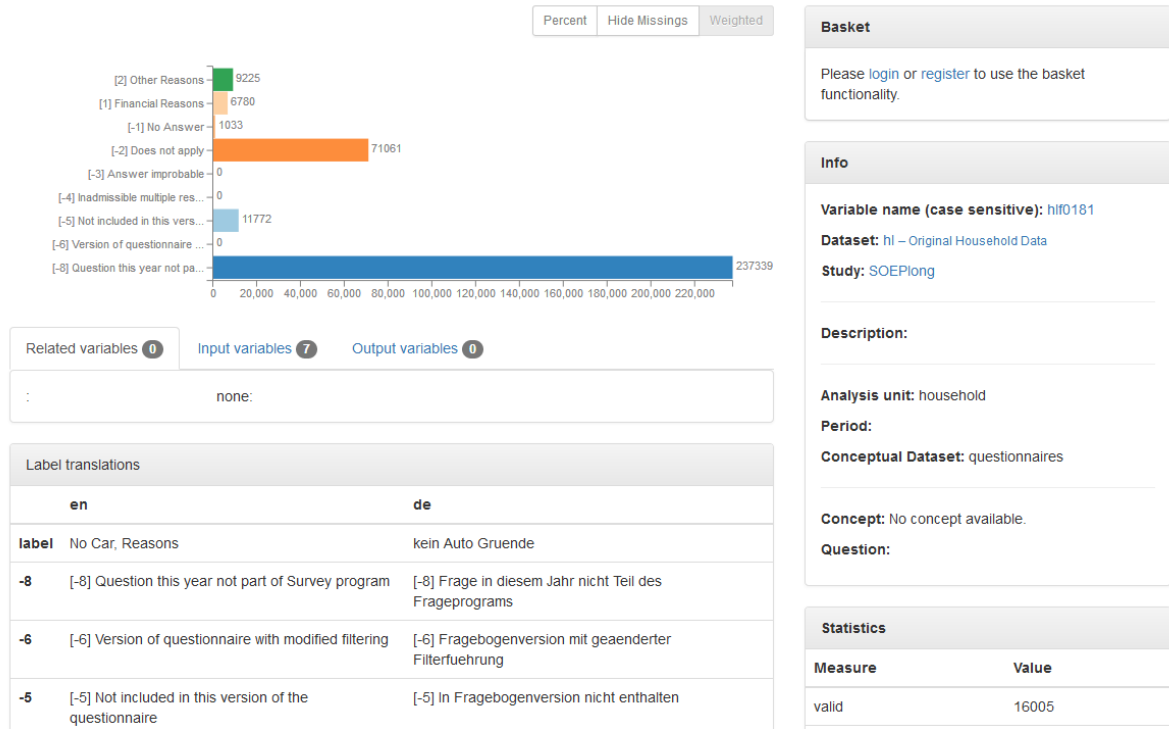 Percent Hide Missings Weighted
[2] Other Reasons 9225
[1] Financial Reasons 6780
[-1] No Answer 1033
[-2] Does not apply 71061
[-3] Answer improbable 0
[-4] Inadmissible multiple res... 0
[-5] Not included in this vers... 11772
[-6] Version of questionnaire ... 0
[-8] Question this year not pa... 237339
0 20,000 40,000 60,000 80,000 100,000 120,000 140,000 160,000 180,000 200,000 220,000
Related variables 0 Input variables 7 Output variables 0
: none:
Label translations
en de
label No Car, Reasons kein Auto Gruende
-8 [-8] Question this year not part of Survey program [-8] Frage in diesem Jahr nicht Teil des
Frageprograms
-6 [-6] Version of questionnaire with modified filtering [-6] Fragebogenversion mit geaenderter
Filterfuehrung
-5 [-5] Not included in this version of the [-5] In Fragebogenversion nicht enthalten
questionnaire
Basket
Please login or register to use the basket
functionality.
Info
Variable name (case sensitive): hlf0181
Dataset: hl – Original Household Data
Study: SOEPlong
Description:
Analysis unit: household
Period:
Conceptual Dataset: questionnaires
Concept: No concept available.
Question:
Statistics
Measure Value
valid 16005